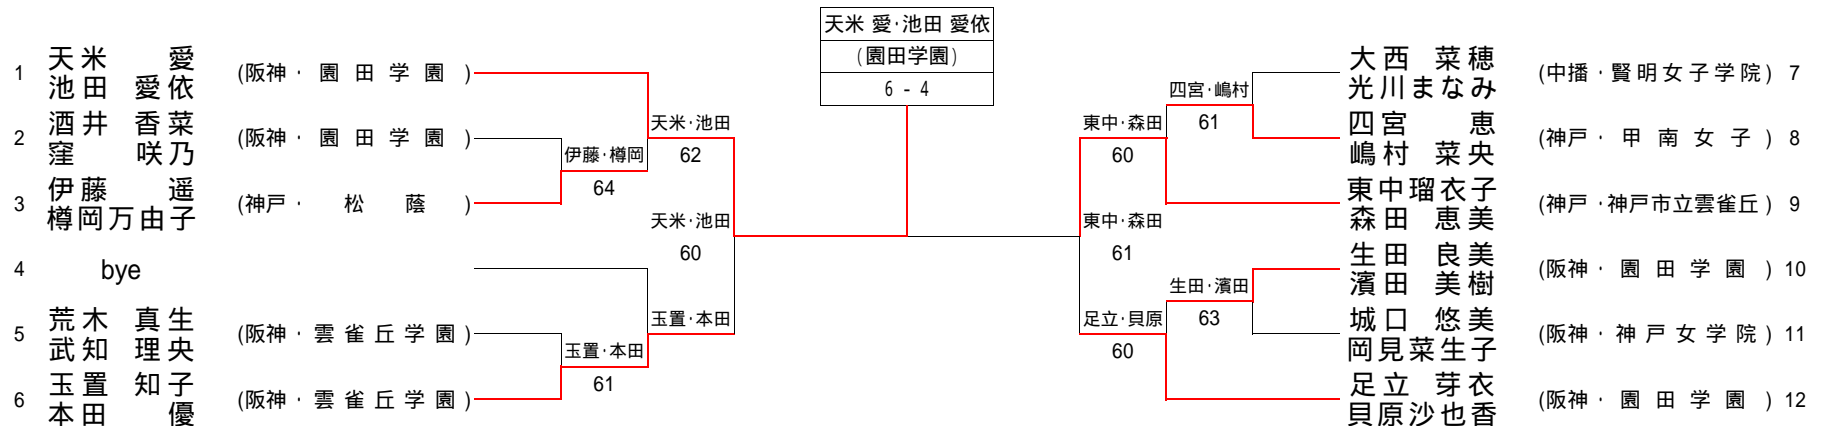 天米 愛・池田 愛依
(園田学園)
6 - 4
1 天米 愛 (阪神・園田学園)
池田 愛依
2 酒井 香菜 (阪神・園田学園)
窪 咲乃
3 伊藤 遥 (神戸・松蔭)
樽岡万由子
4 bye
5 荒木 真生 (阪神・雲雀丘学園)
武知 理央
6 玉置 知子 (阪神・雲雀丘学園)
本田 優
伊藤・樽岡
64
玉置・本田
61
天米・池田
62
玉置・本田
天米・池田
60
東中・森田
61
東中・森田
60
足立・貝原
60
四宮・嶋村
61
生田・濱田
63
大西 菜穂 (中播・賢明女子学院) 7
光川まなみ
四宮 恵 (神戸・甲南女子) 8
嶋村 菜央
東中瑠衣子 (神戸・神戸市立雲雀丘) 9
森田 恵美
生田 良美 (阪神・園田学園) 10
濱田 美樹
城口 悠美 (阪神・神戸女学院) 11
岡見菜生子
足立 芽衣 (阪神・園田学園) 12
貝原沙也香